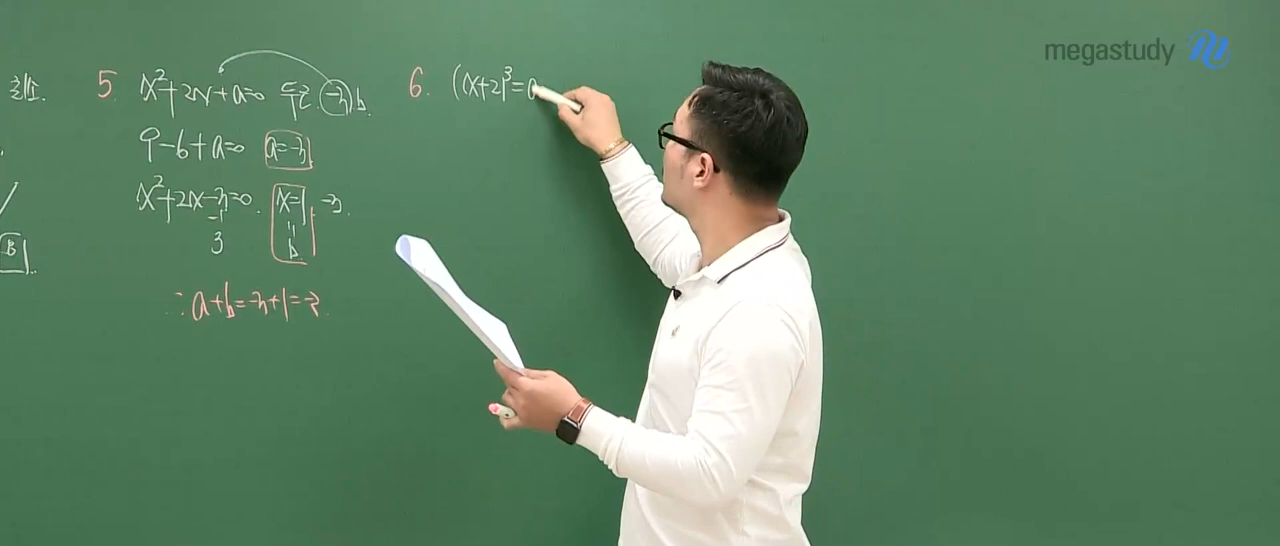 megastudy
5. x²+2x+a=0 두근 -3, b.
9-6+a=0 a=-3
x²+2x-3=0. x=1, -3.
-1
3
b
∴ a+b=-3+1=-2
6. (x+2)³=a
B